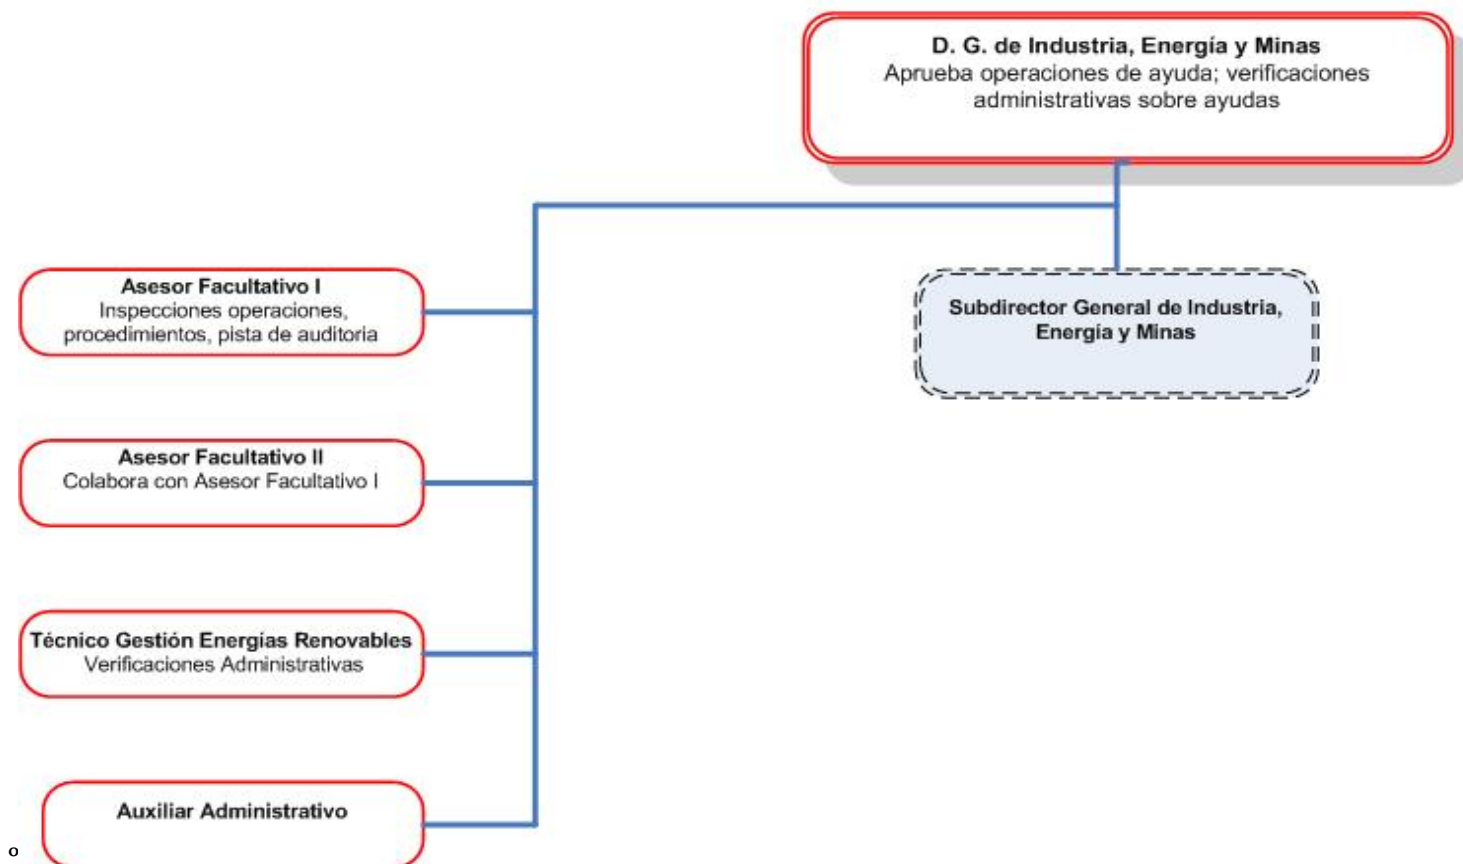 D. G. de Industria, Energía y Minas
Aprueba operaciones de ayuda; verificaciones
administrativas sobre ayudas
Asesor Facultativo I
Inspecciones operaciones,
procedimientos, pista de auditoria
Subdirector General de Industria,
Energía y Minas
Asesor Facultativo II
Colabora con Asesor Facultativo I
Técnico Gestión Energías Renovables
Verificaciones Administrativas
Auxiliar Administrativo
o